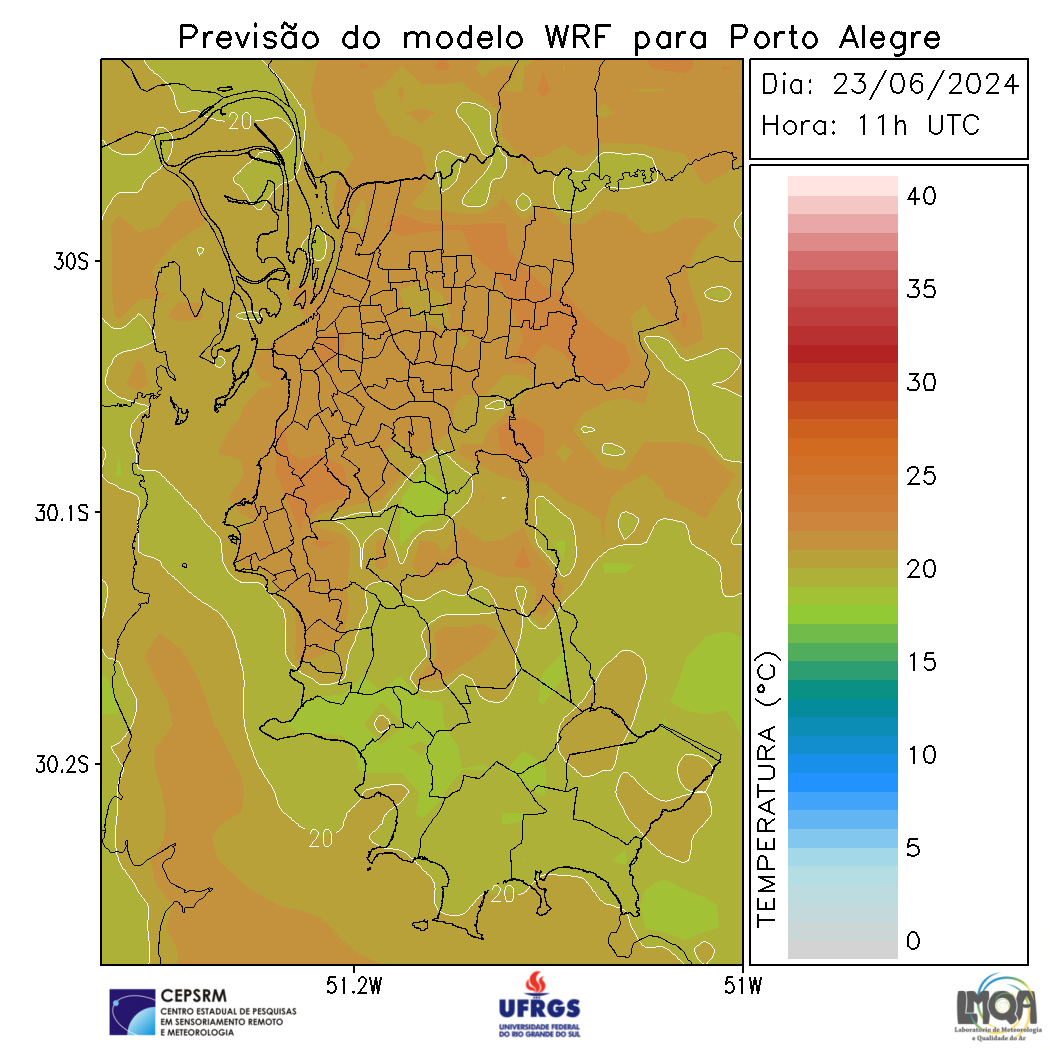 Previsão do modelo WRF para Porto Alegre
Dia: 23/06/2024
Hora: 11h UTC
30S
30.1S
30.2S
51.2W
51W
20
20
20
TEMPERATURA (°C)
40
35
30
25
20
15
10
5
0
CEPSRM
CENTRO ESTADUAL DE PESQUISAS
EM SENSORIAMENTO REMOTO
E METEOROLOGIA
UFRGS
UNIVERSIDADE FEDERAL
DO RIO GRANDE DO SUL
LMQA
Laboratório de Meteorologia
e Qualidade do Ar